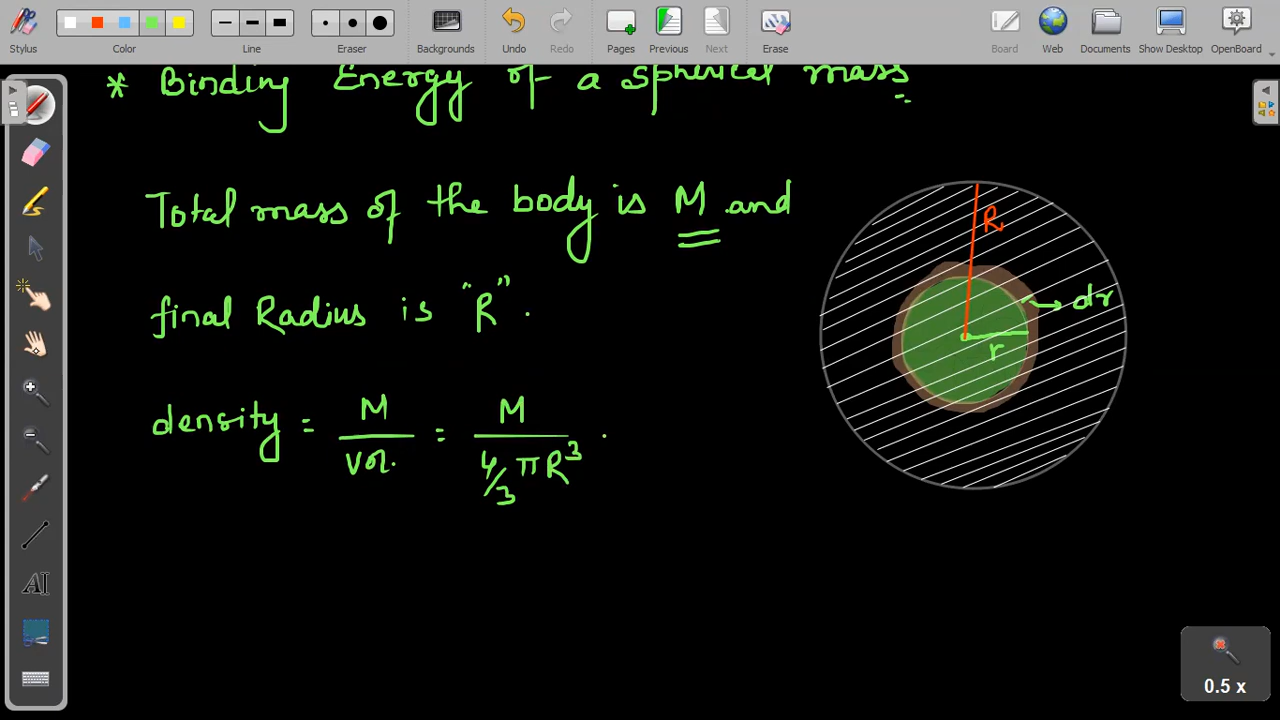 Stylus Color Line Eraser Backgrounds Undo Redo Pages Previous Next Erase Board Web Documents Show Desktop OpenBoard
* Binding Energy of a Spherical mass
Total mass of the body is M and
final Radius is "R".
density = M/Vol. = M/(4/3 πR³).
R
dr
r
0.5 x